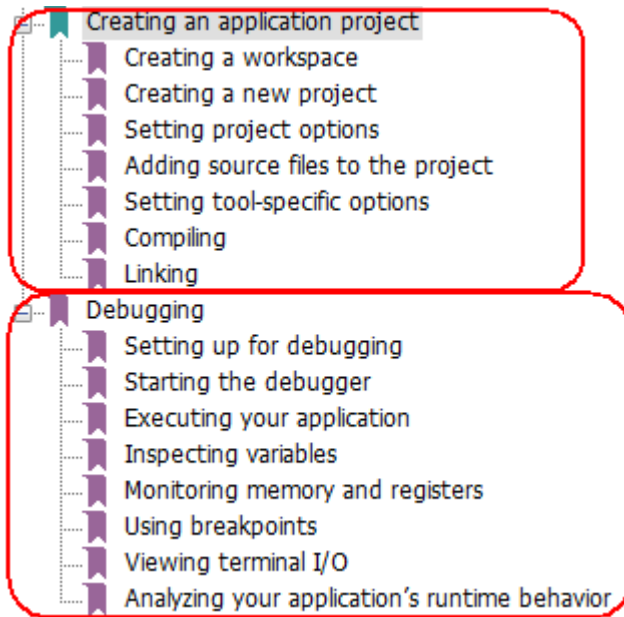 Creating an application project
Creating a workspace
Creating a new project
Setting project options
Adding source files to the project
Setting tool-specific options
Compiling
Linking
Debugging
Setting up for debugging
Starting the debugger
Executing your application
Inspecting variables
Monitoring memory and registers
Using breakpoints
Viewing terminal I/O
Analyzing your application’s runtime behavior